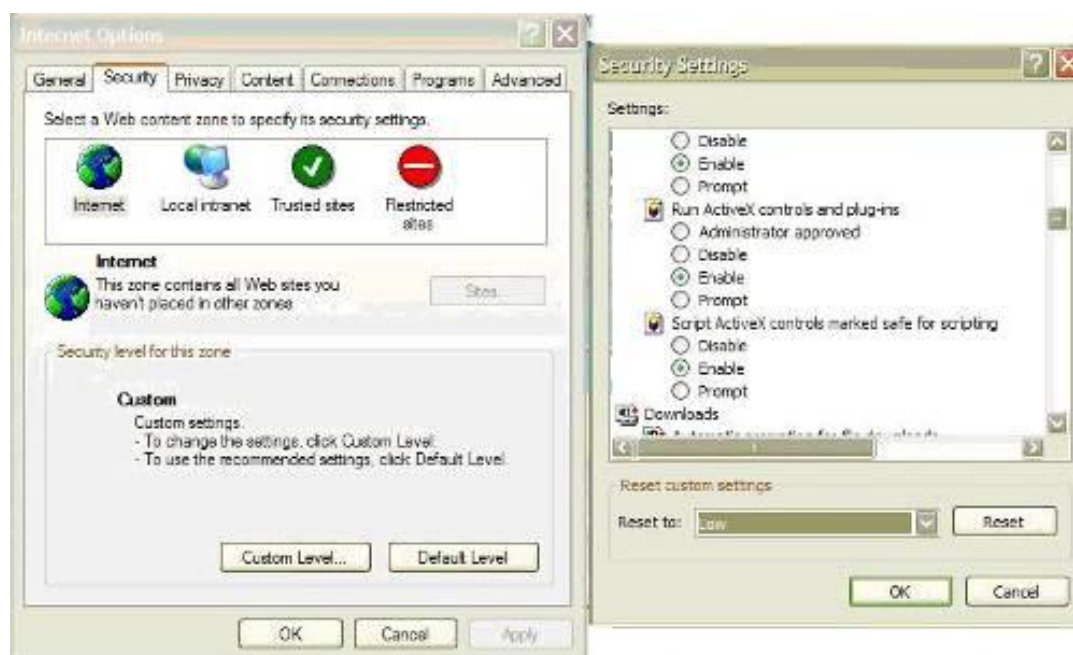 Internet Options
General Security Privacy Content Connections Programs Advanced
Select a Web content zone to specify its security settings.
Internet Local intranet Trusted sites Restricted sites
Internet
This zone contains all Web sites you haven't placed in other zones
Sites...
Security level for this zone
Custom
Custom settings.
- To change the settings, click Custom Level.
- To use the recommended settings, click Default Level.
Custom Level... Default Level
OK Cancel Apply
Security Settings
Settings:
Disable
Enable
Prompt
Run ActiveX controls and plug-ins
Administrator approved
Disable
Enable
Prompt
Script ActiveX controls marked safe for scripting
Disable
Enable
Prompt
Downloads
Automatic prompting for file downloads
Reset custom settings
Reset to: Low Reset
OK Cancel